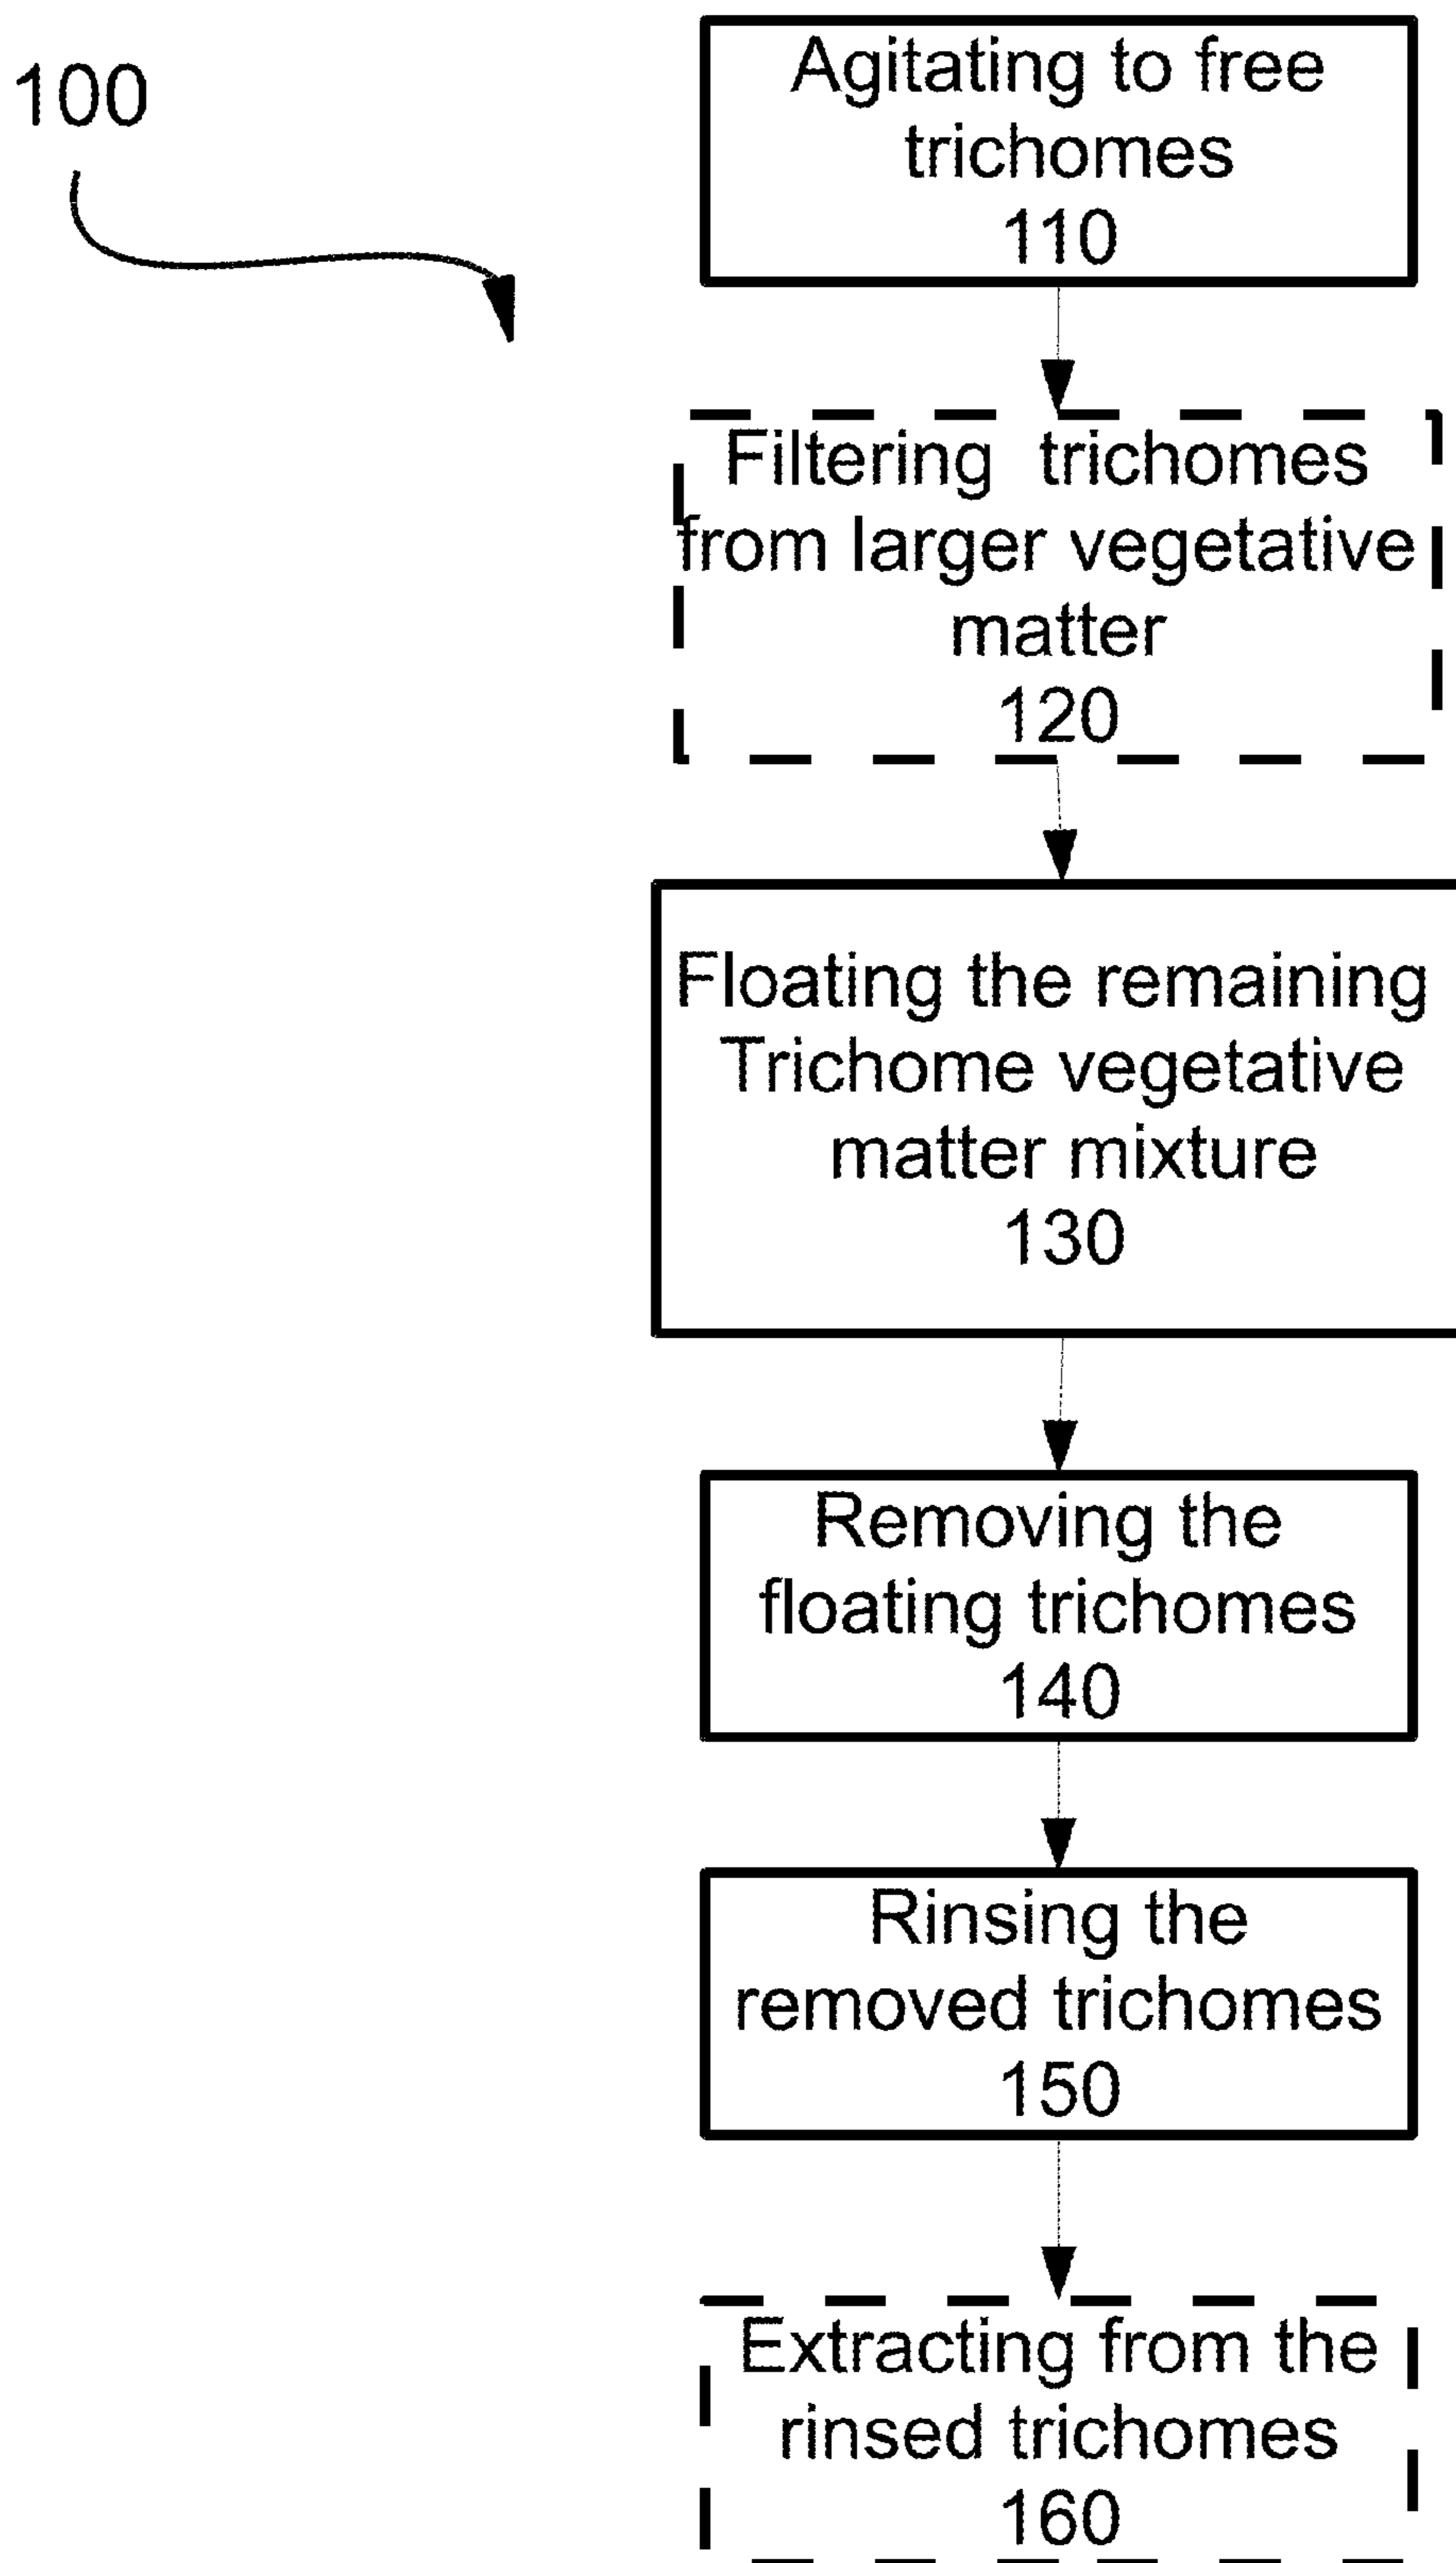 100
Agitating to free
trichomes
110
Filtering trichomes
from larger vegetative
matter
120
Floating the remaining
Trichome vegetative
matter mixture
130
Removing the
floating trichomes
140
Rinsing the
removed trichomes
150
Extracting from the
rinsed trichomes
160